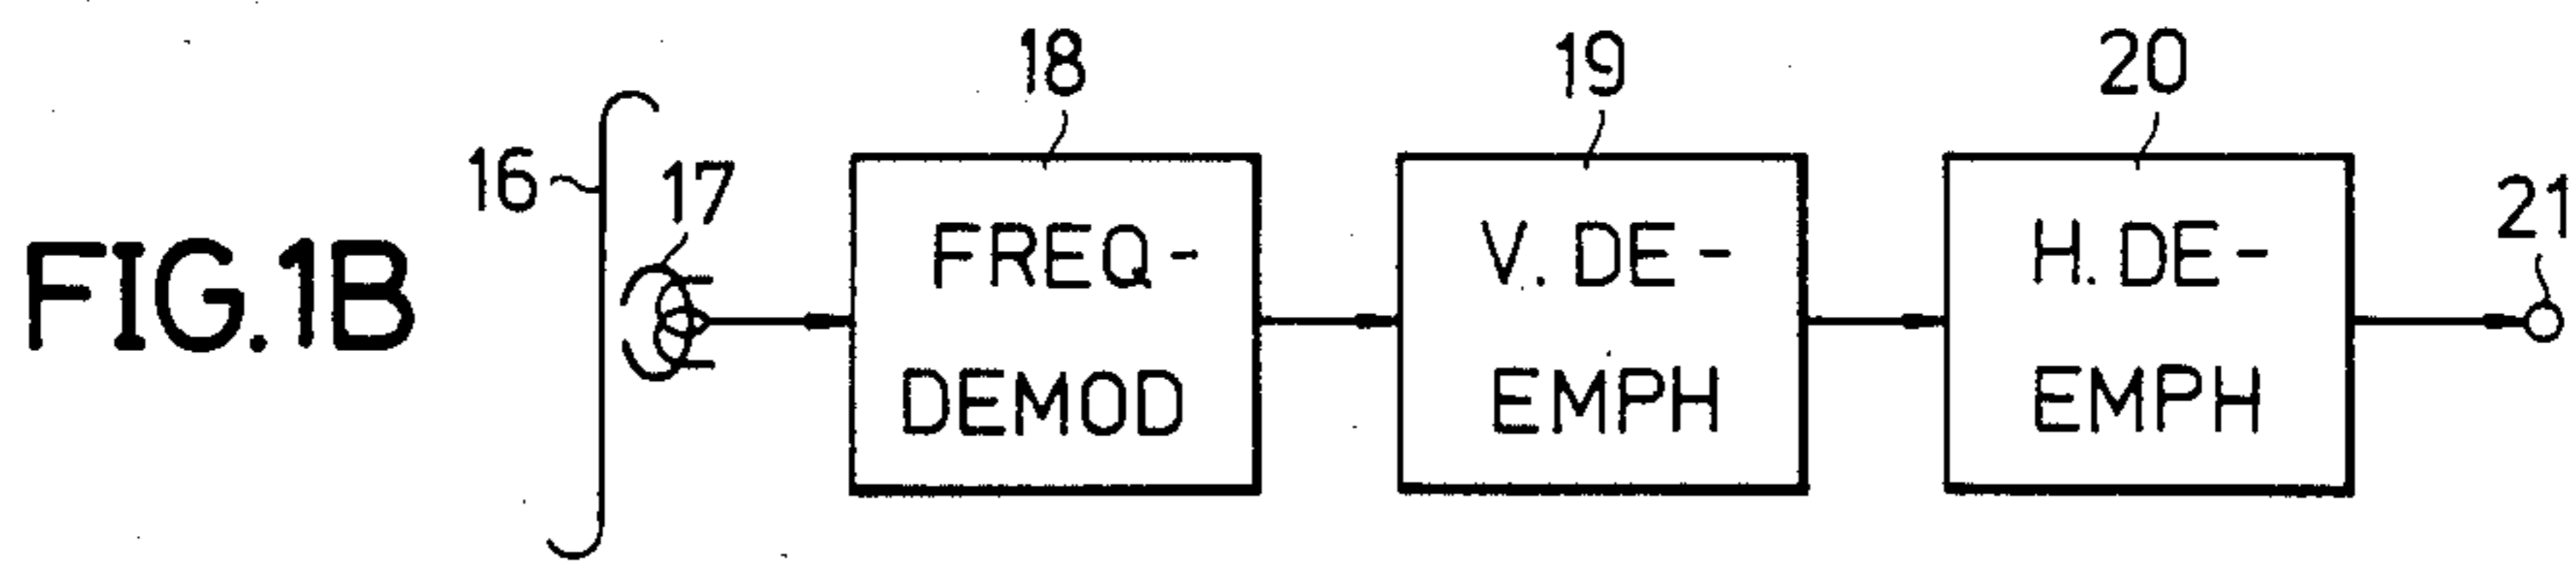 FIG.1B
16
17
18
FREQ-
DEMOD
19
V. DE-
EMPH
20
H. DE-
EMPH
21